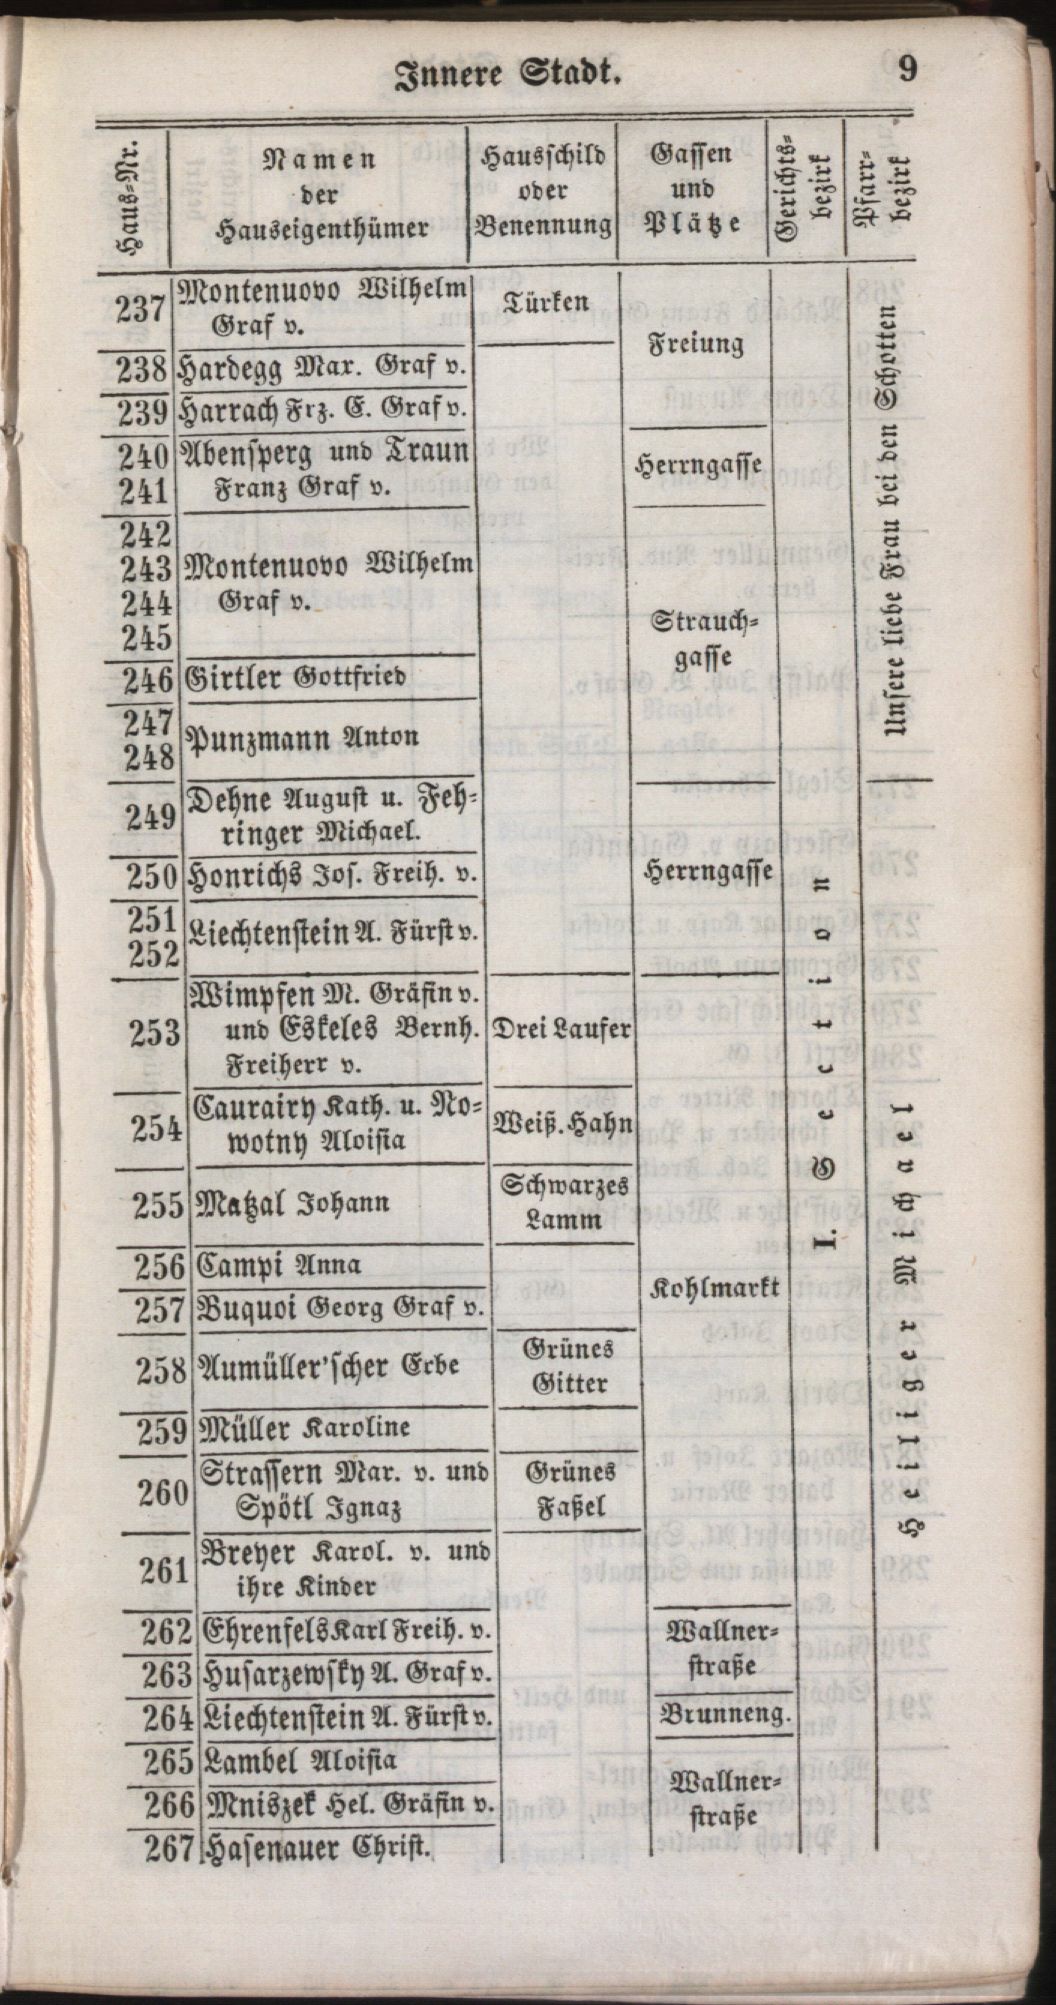 Innere Stadt. 9
Haus-Nr.
Namen
der
Hauseigenthümer
Hausschild
oder
Benennung
Gassen
und
Plätze
Gerichts-
bezirk
Pfarr-
bezirk
237 Montenuovo Wilhelm
Graf v.
Türken
Freiung
238 Hardegg Max. Graf v.
239 Harrach Frz. E. Graf v.
240 Abensperg und Traun
241 Franz Graf v.
Herrngasse
242
243 Montenuovo Wilhelm
244 Graf v.
245
Strauch-
gasse
246 Girtler Gottfried
247
248
Punzmann Anton
249 Dehne August u. Feh-
ringer Michael.
250 Honrichs Jos. Freih. v.
Herrngasse
251
252
Liechtenstein A. Fürst v.
253 Wimpfen M. Gräfin v.
und Eskeles Bernh.
Freiherr v.
Drei Laufer
254 Caurairy Kath. u. No-
wotny Aloisia
Weiß. Hahn
255 Matzal Johann
Schwarzes
Lamm
256 Campi Anna
257 Buquoi Georg Graf v.
Kohlmarkt
258 Aumüller'scher Erbe
Grünes
Gitter
259 Müller Karoline
260 Strassern Mar. v. und
Spötl Ignaz
Grünes
Faßel
261 Breyer Karol. v. und
ihre Kinder
262 Ehrenfels Karl Freih. v.
263 Husarzewsky A. Graf v.
Wallner-
straße
264 Liechtenstein A. Fürst v.
Brunneng.
265 Lambel Aloisia
266 Mniszek Hel. Gräfin v.
267 Hasenauer Christ.
Wallner-
straße
I. Section
Unsere liebe Frau bei den Schotten
Heiliger Michael